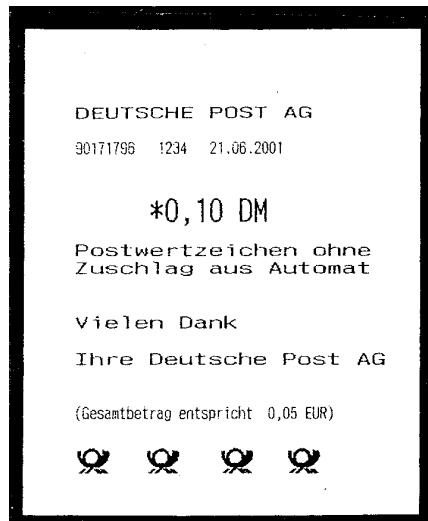 DEUTSCHE POST AG
90171796 1234 21.06.2001
*0,10 DM
Postwertzeichen ohne
Zuschlag aus Automat
Vielen Dank
Ihre Deutsche Post AG
(Gesamtbetrag entspricht 0,05 EUR)